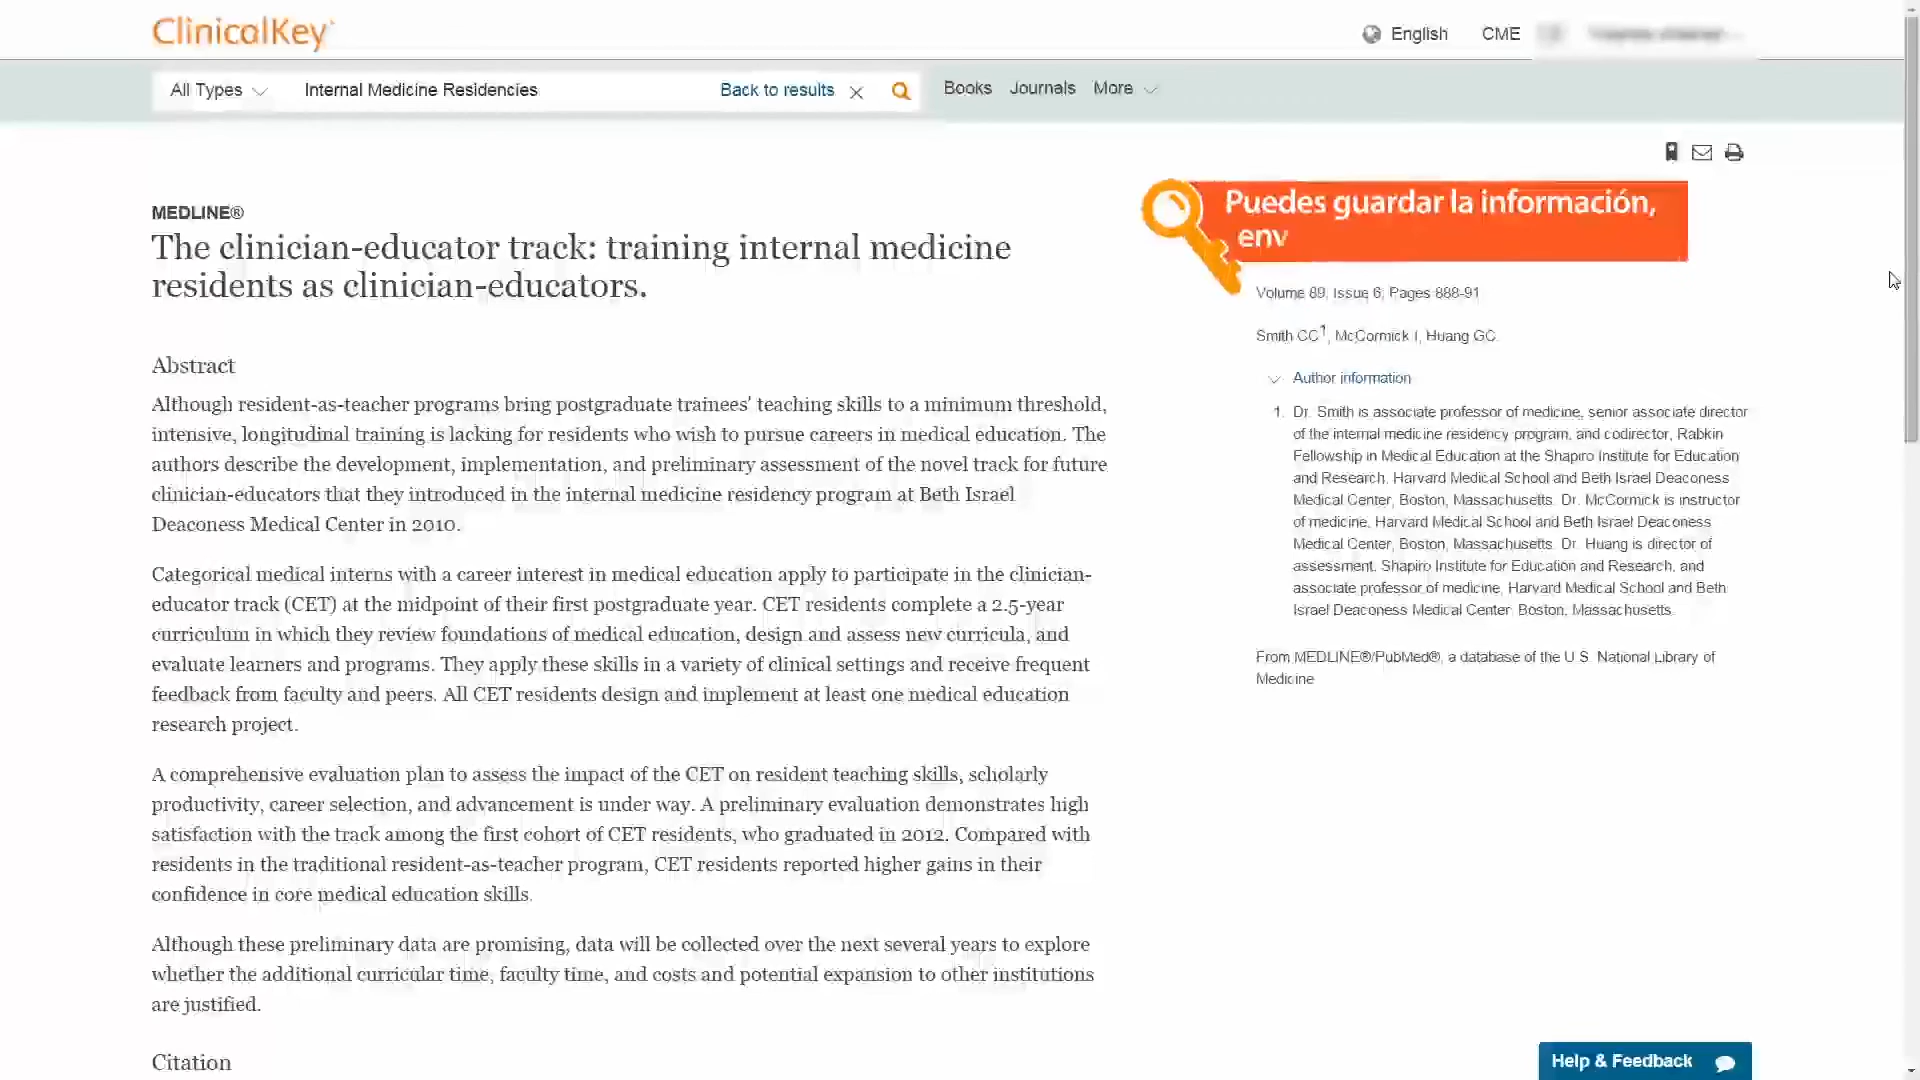 ClinicalKey
English
CME
All Types
Internal Medicine Residencies
Back to results
Books
Journals
More
MEDLINE®
The clinician-educator track: training internal medicine
residents as clinician-educators.
Abstract
Although resident-as-teacher programs bring postgraduate trainees' teaching skills to a minimum threshold,
intensive, longitudinal training is lacking for residents who wish to pursue careers in medical education. The
authors describe the development, implementation, and preliminary assessment of the novel track for future
clinician-educators that they introduced in the internal medicine residency program at Beth Israel
Deaconess Medical Center in 2010.
Categorical medical interns with a career interest in medical education apply to participate in the clinician-
educator track (CET) at the midpoint of their first postgraduate year. CET residents complete a 2.5-year
curriculum in which they review foundations of medical education, design and assess new curricula, and
evaluate learners and programs. They apply these skills in a variety of clinical settings and receive frequent
feedback from faculty and peers. All CET residents design and implement at least one medical education
research project.
A comprehensive evaluation plan to assess the impact of the CET on resident teaching skills, scholarly
productivity, career selection, and advancement is under way. A preliminary evaluation demonstrates high
satisfaction with the track among the first cohort of CET residents, who graduated in 2012. Compared with
residents in the traditional resident-as-teacher program, CET residents reported higher gains in their
confidence in core medical education skills.
Although these preliminary data are promising, data will be collected over the next several years to explore
whether the additional curricular time, faculty time, and costs and potential expansion to other institutions
are justified.
Citation
Puedes guardar la información,
env
Volume 89, Issue 6, Pages 888-91
Smith CC1, McCormick I, Huang GC.
Author information
1. Dr. Smith is associate professor of medicine, senior associate director
of the internal medicine residency program, and codirector, Rabkin
Fellowship in Medical Education at the Shapiro Institute for Education
and Research, Harvard Medical School and Beth Israel Deaconess
Medical Center, Boston, Massachusetts. Dr. McCormick is instructor
of medicine, Harvard Medical School and Beth Israel Deaconess
Medical Center, Boston, Massachusetts. Dr. Huang is director of
assessment, Shapiro Institute for Education and Research, and
associate professor of medicine, Harvard Medical School and Beth
Israel Deaconess Medical Center, Boston, Massachusetts.
From MEDLINE®/PubMed®, a database of the U.S. National Library of
Medicine
Help & Feedback